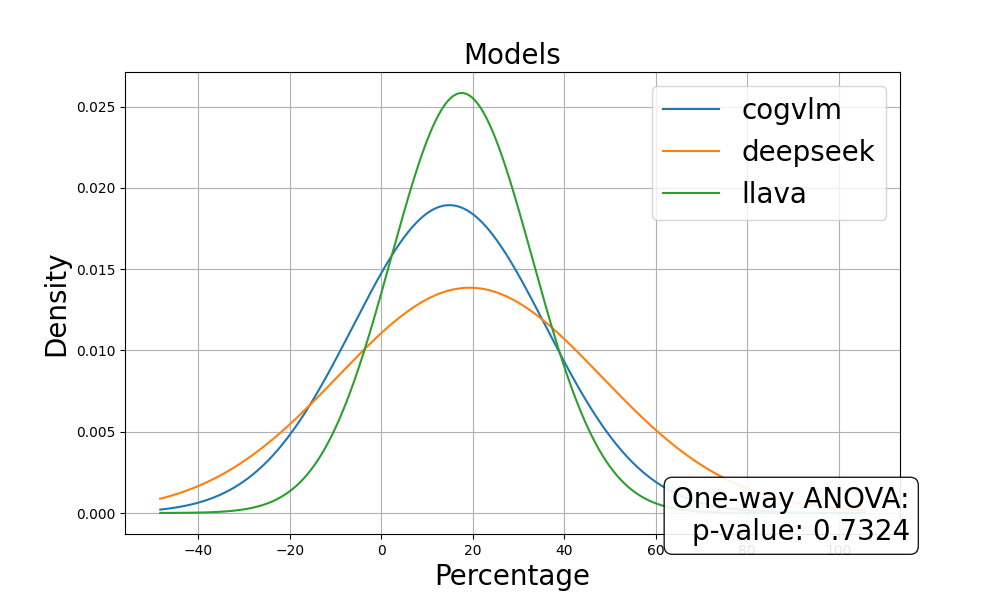 Models
cogvlm
deepseek
llava
Density
0.025
0.020
0.015
0.010
0.005
0.000
−40
−20
0
20
40
60
80
100
One-way ANOVA:
p-value: 0.7324
Percentage